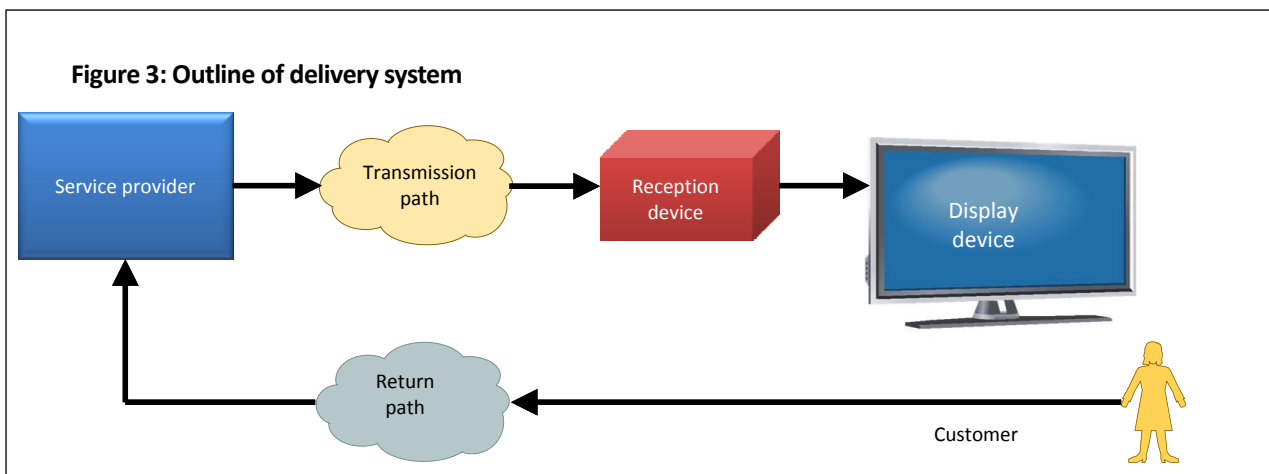 Figure 3: Outline of delivery system
Service provider
Transmission
path
Reception
device
Display
device
Return
path
Customer